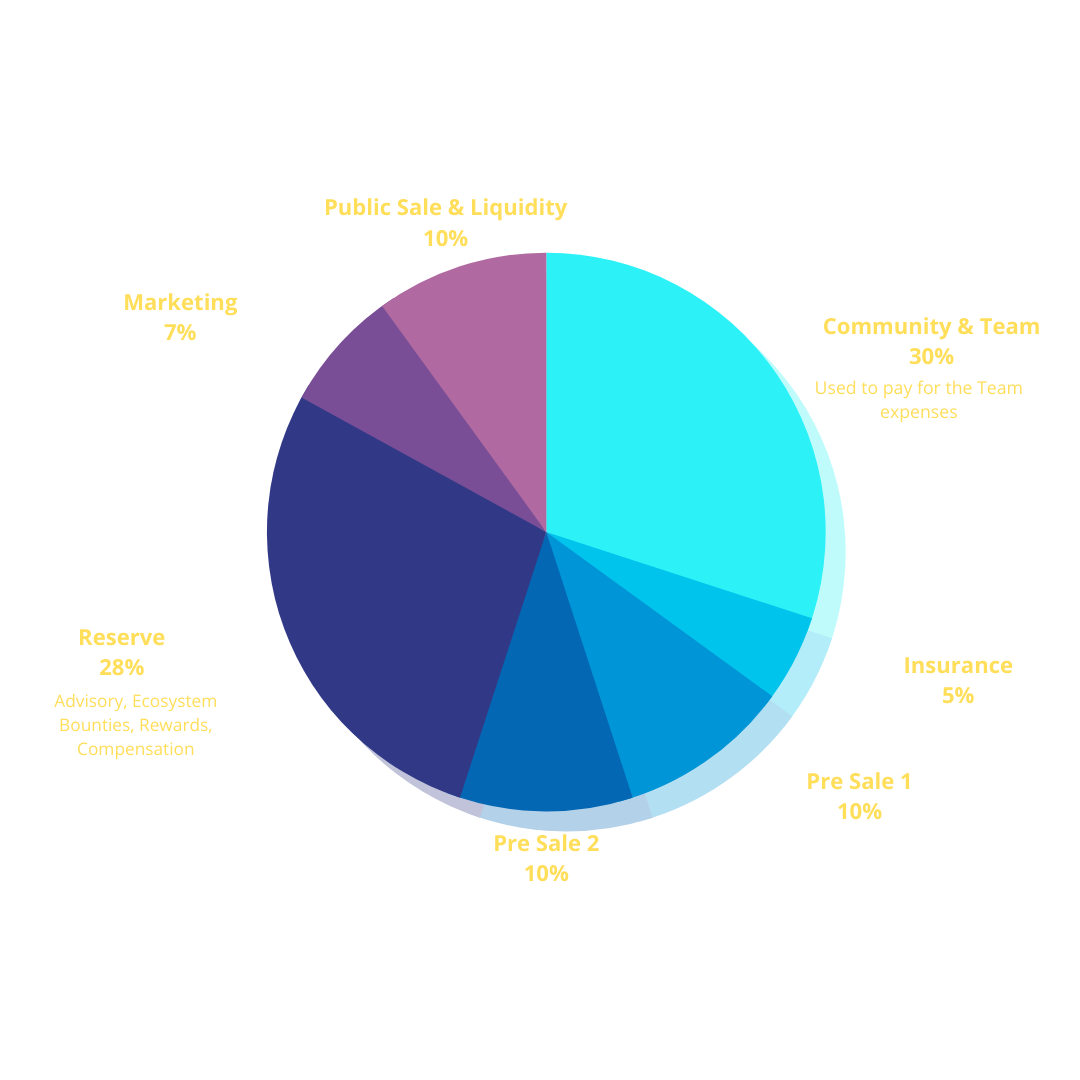 Public Sale & Liquidity
10%
Marketing
7%
Community & Team
30%
Used to pay for the Team
expenses
Reserve
28%
Advisory, Ecosystem
Bounties, Rewards,
Compensation
Insurance
5%
Pre Sale 1
10%
Pre Sale 2
10%